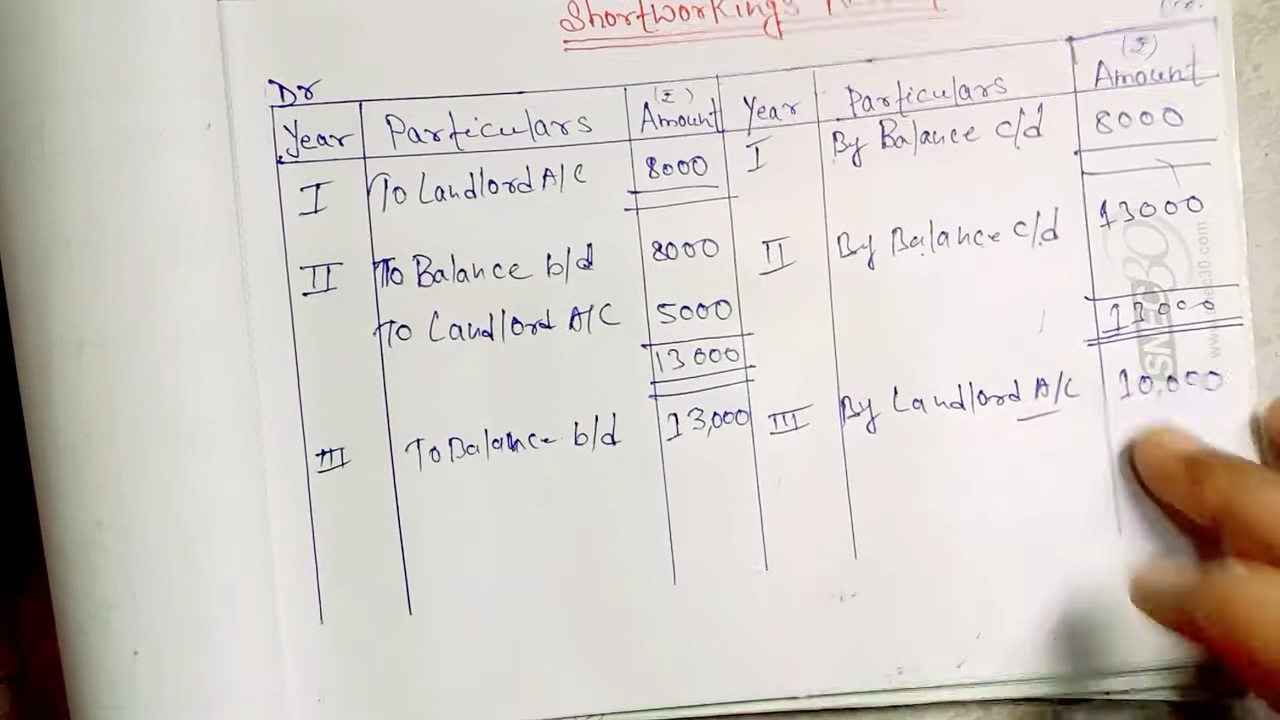 Shortworkings
Dr
Year Particulars (₹) Amount Year Particulars (₹) Amount
I To Landlord A/C 8000 I By Balance c/d 8000
II To Balance b/d 8000 II By Balance c/d 13000
To Landlord A/C 5000
13000 13000
III To Balance b/d 13,000 III By Landlord A/C 10,000